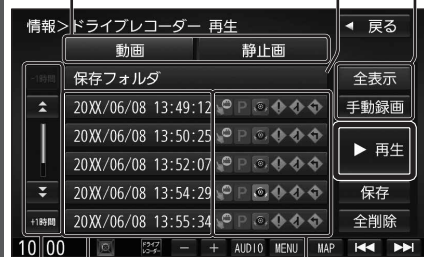 情報>ドライブレコーダー 再生
戻る
動画
静止画
-1時間
保存フォルダ
全表示
20XX/06/08 13:49:12
P
手動録画
20XX/06/08 13:50:25
P
再生
20XX/06/08 13:52:07
P
20XX/06/08 13:54:29
P
保存
+1時間
20XX/06/08 13:55:34
P
全削除
10 00
ドライブ
レコーダー
－
＋
AUDIO
MENU
MAP